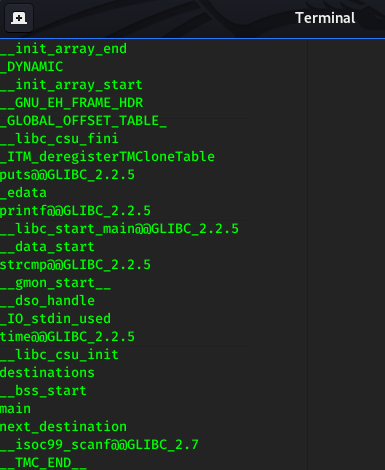 Terminal
__init_array_end
_DYNAMIC
__init_array_start
__GNU_EH_FRAME_HDR
_GLOBAL_OFFSET_TABLE_
__libc_csu_fini
_ITM_deregisterTMCloneTable
puts@@GLIBC_2.2.5
_edata
printf@@GLIBC_2.2.5
__libc_start_main@@GLIBC_2.2.5
__data_start
strcmp@@GLIBC_2.2.5
__gmon_start__
__dso_handle
_IO_stdin_used
time@@GLIBC_2.2.5
__libc_csu_init
destinations
__bss_start
main
next_destination
__isoc99_scanf@@GLIBC_2.7
__TMC_END__